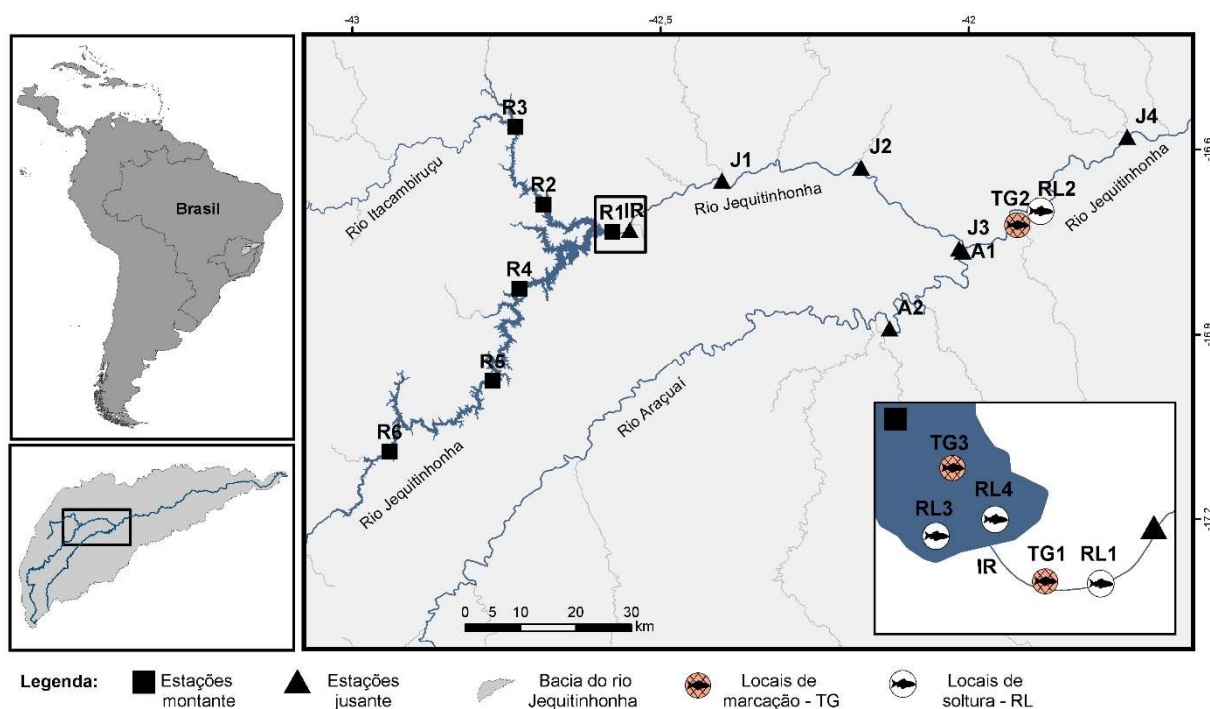 -43
-42,5
-42
Brasil
R3
R2
R1
IR
R4
R5
R6
J1
J2
J3
A1
A2
TG2
RL2
J4
-16,6
-16,9
-17,2
Rio Itacambiruçu
Rio Jequitinhonha
Rio Jequitinhonha
Rio Araçuaí
Rio Jequitinhonha
TG3
RL3
RL4
IR
TG1
RL1
0 5 10 20 30
km
Legenda:
Estações
montante
Estações
jusante
Bacia do rio
Jequitinhonha
Locais de
marcação - TG
Locais de
soltura - RL